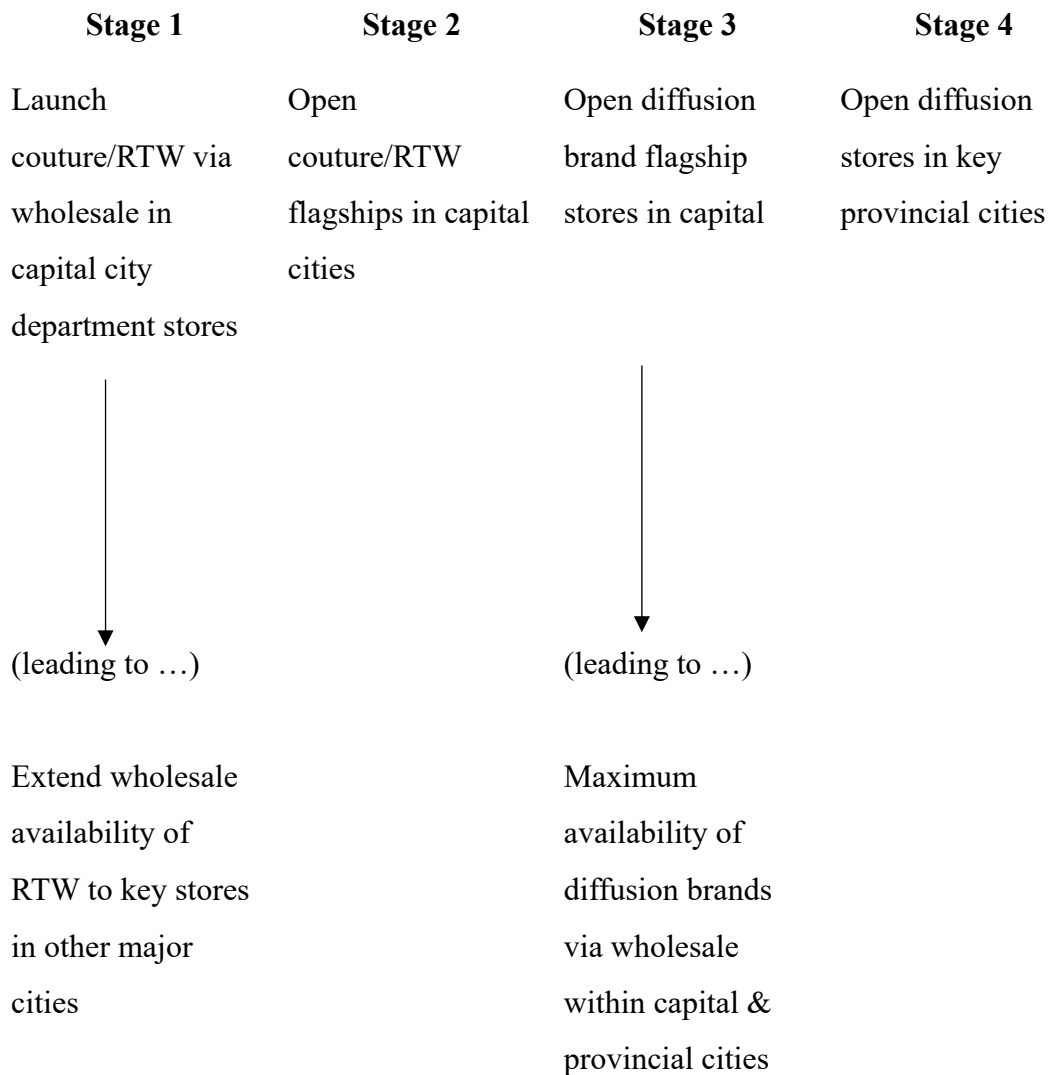 Stage 1
Stage 2
Stage 3
Stage 4
Launch
couture/RTW via
wholesale in
capital city
department stores
Open
couture/RTW
flagships in capital
cities
Open diffusion
brand flagship
stores in capital
Open diffusion
stores in key
provincial cities
(leading to …)
(leading to …)
Extend wholesale
availability of
RTW to key stores
in other major
cities
Maximum
availability of
diffusion brands
via wholesale
within capital &
provincial cities